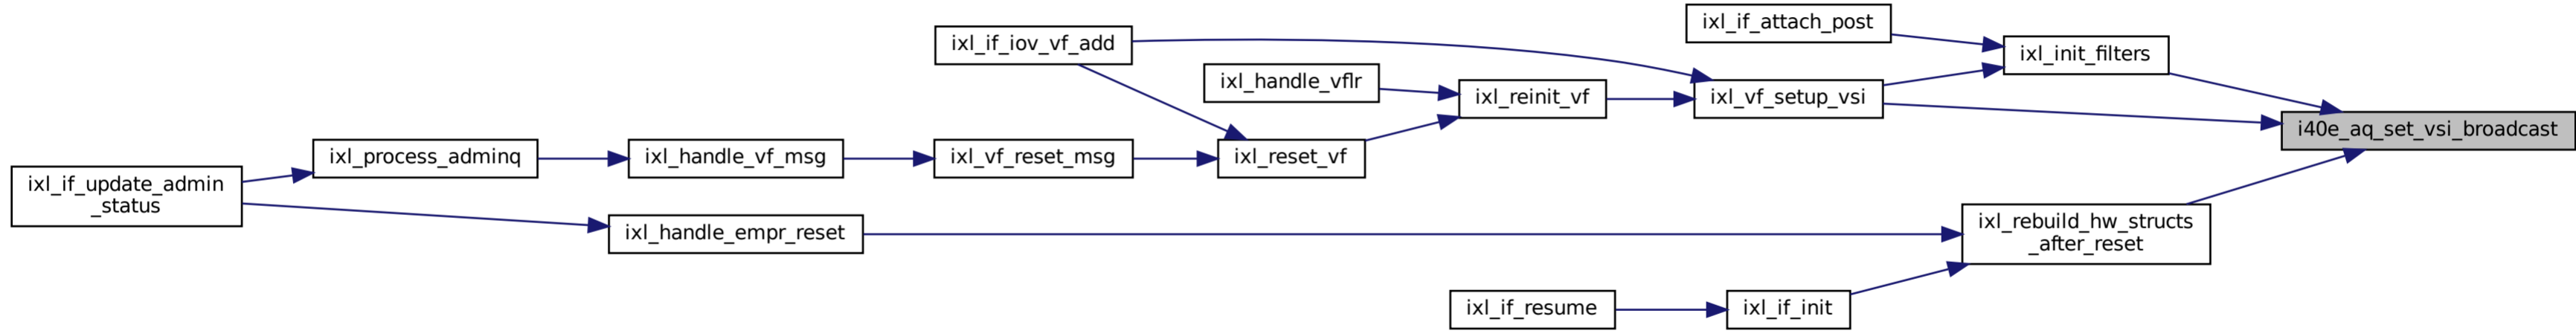 ixl_if_attach_post
ixl_if_iov_vf_add
ixl_init_filters
ixl_handle_vflr
ixl_reinit_vf
ixl_vf_setup_vsi
i40e_aq_set_vsi_broadcast
ixl_process_adminq
ixl_handle_vf_msg
ixl_vf_reset_msg
ixl_reset_vf
ixl_if_update_admin
_status
ixl_handle_empr_reset
ixl_rebuild_hw_structs
_after_reset
ixl_if_resume
ixl_if_init